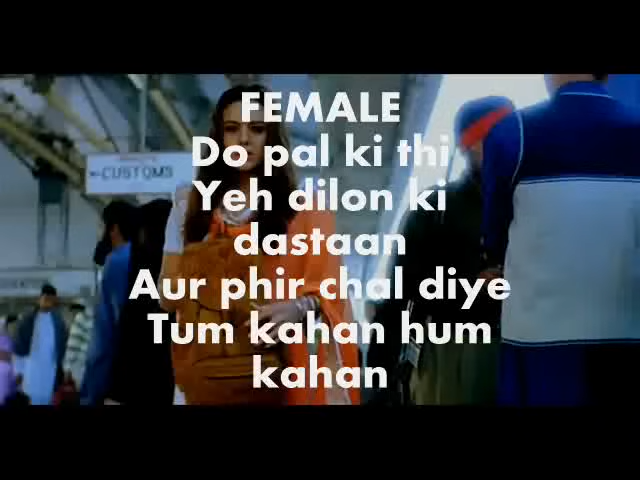 FEMALE
Do pal ki thi
Yeh dilon ki
dastaan
Aur phir chal diye
Tum kahan hum
kahan
←CUSTOMS